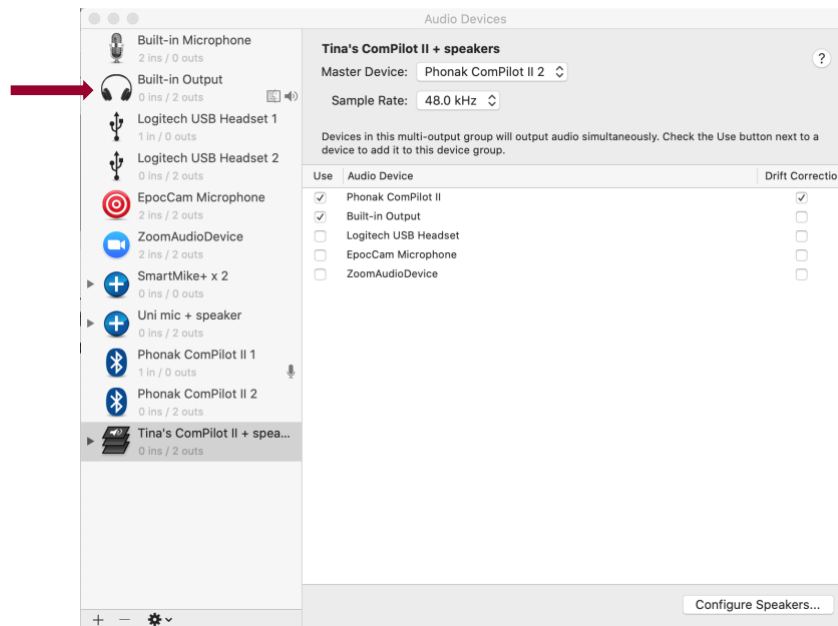 Audio Devices
Built-in Microphone
2 ins / 0 outs
Built-in Output
0 ins / 2 outs
Logitech USB Headset 1
1 in / 0 outs
Logitech USB Headset 2
0 ins / 2 outs
EpocCam Microphone
2 ins / 2 outs
ZoomAudioDevice
2 ins / 2 outs
SmartMike+ x 2
0 ins / 0 outs
Uni mic + speaker
0 ins / 2 outs
Phonak ComPilot II 1
1 in / 0 outs
Phonak ComPilot II 2
0 ins / 2 outs
Tina's ComPilot II + spea...
0 ins / 2 outs
Tina's ComPilot II + speakers
?
Master Device: Phonak ComPilot II 2
Sample Rate: 48.0 kHz
Devices in this multi-output group will output audio simultaneously. Check the Use button next to a
device to add it to this device group.
Use Audio Device Drift Correctio
Phonak ComPilot II
Built-in Output
Logitech USB Headset
EpocCam Microphone
ZoomAudioDevice
Configure Speakers...